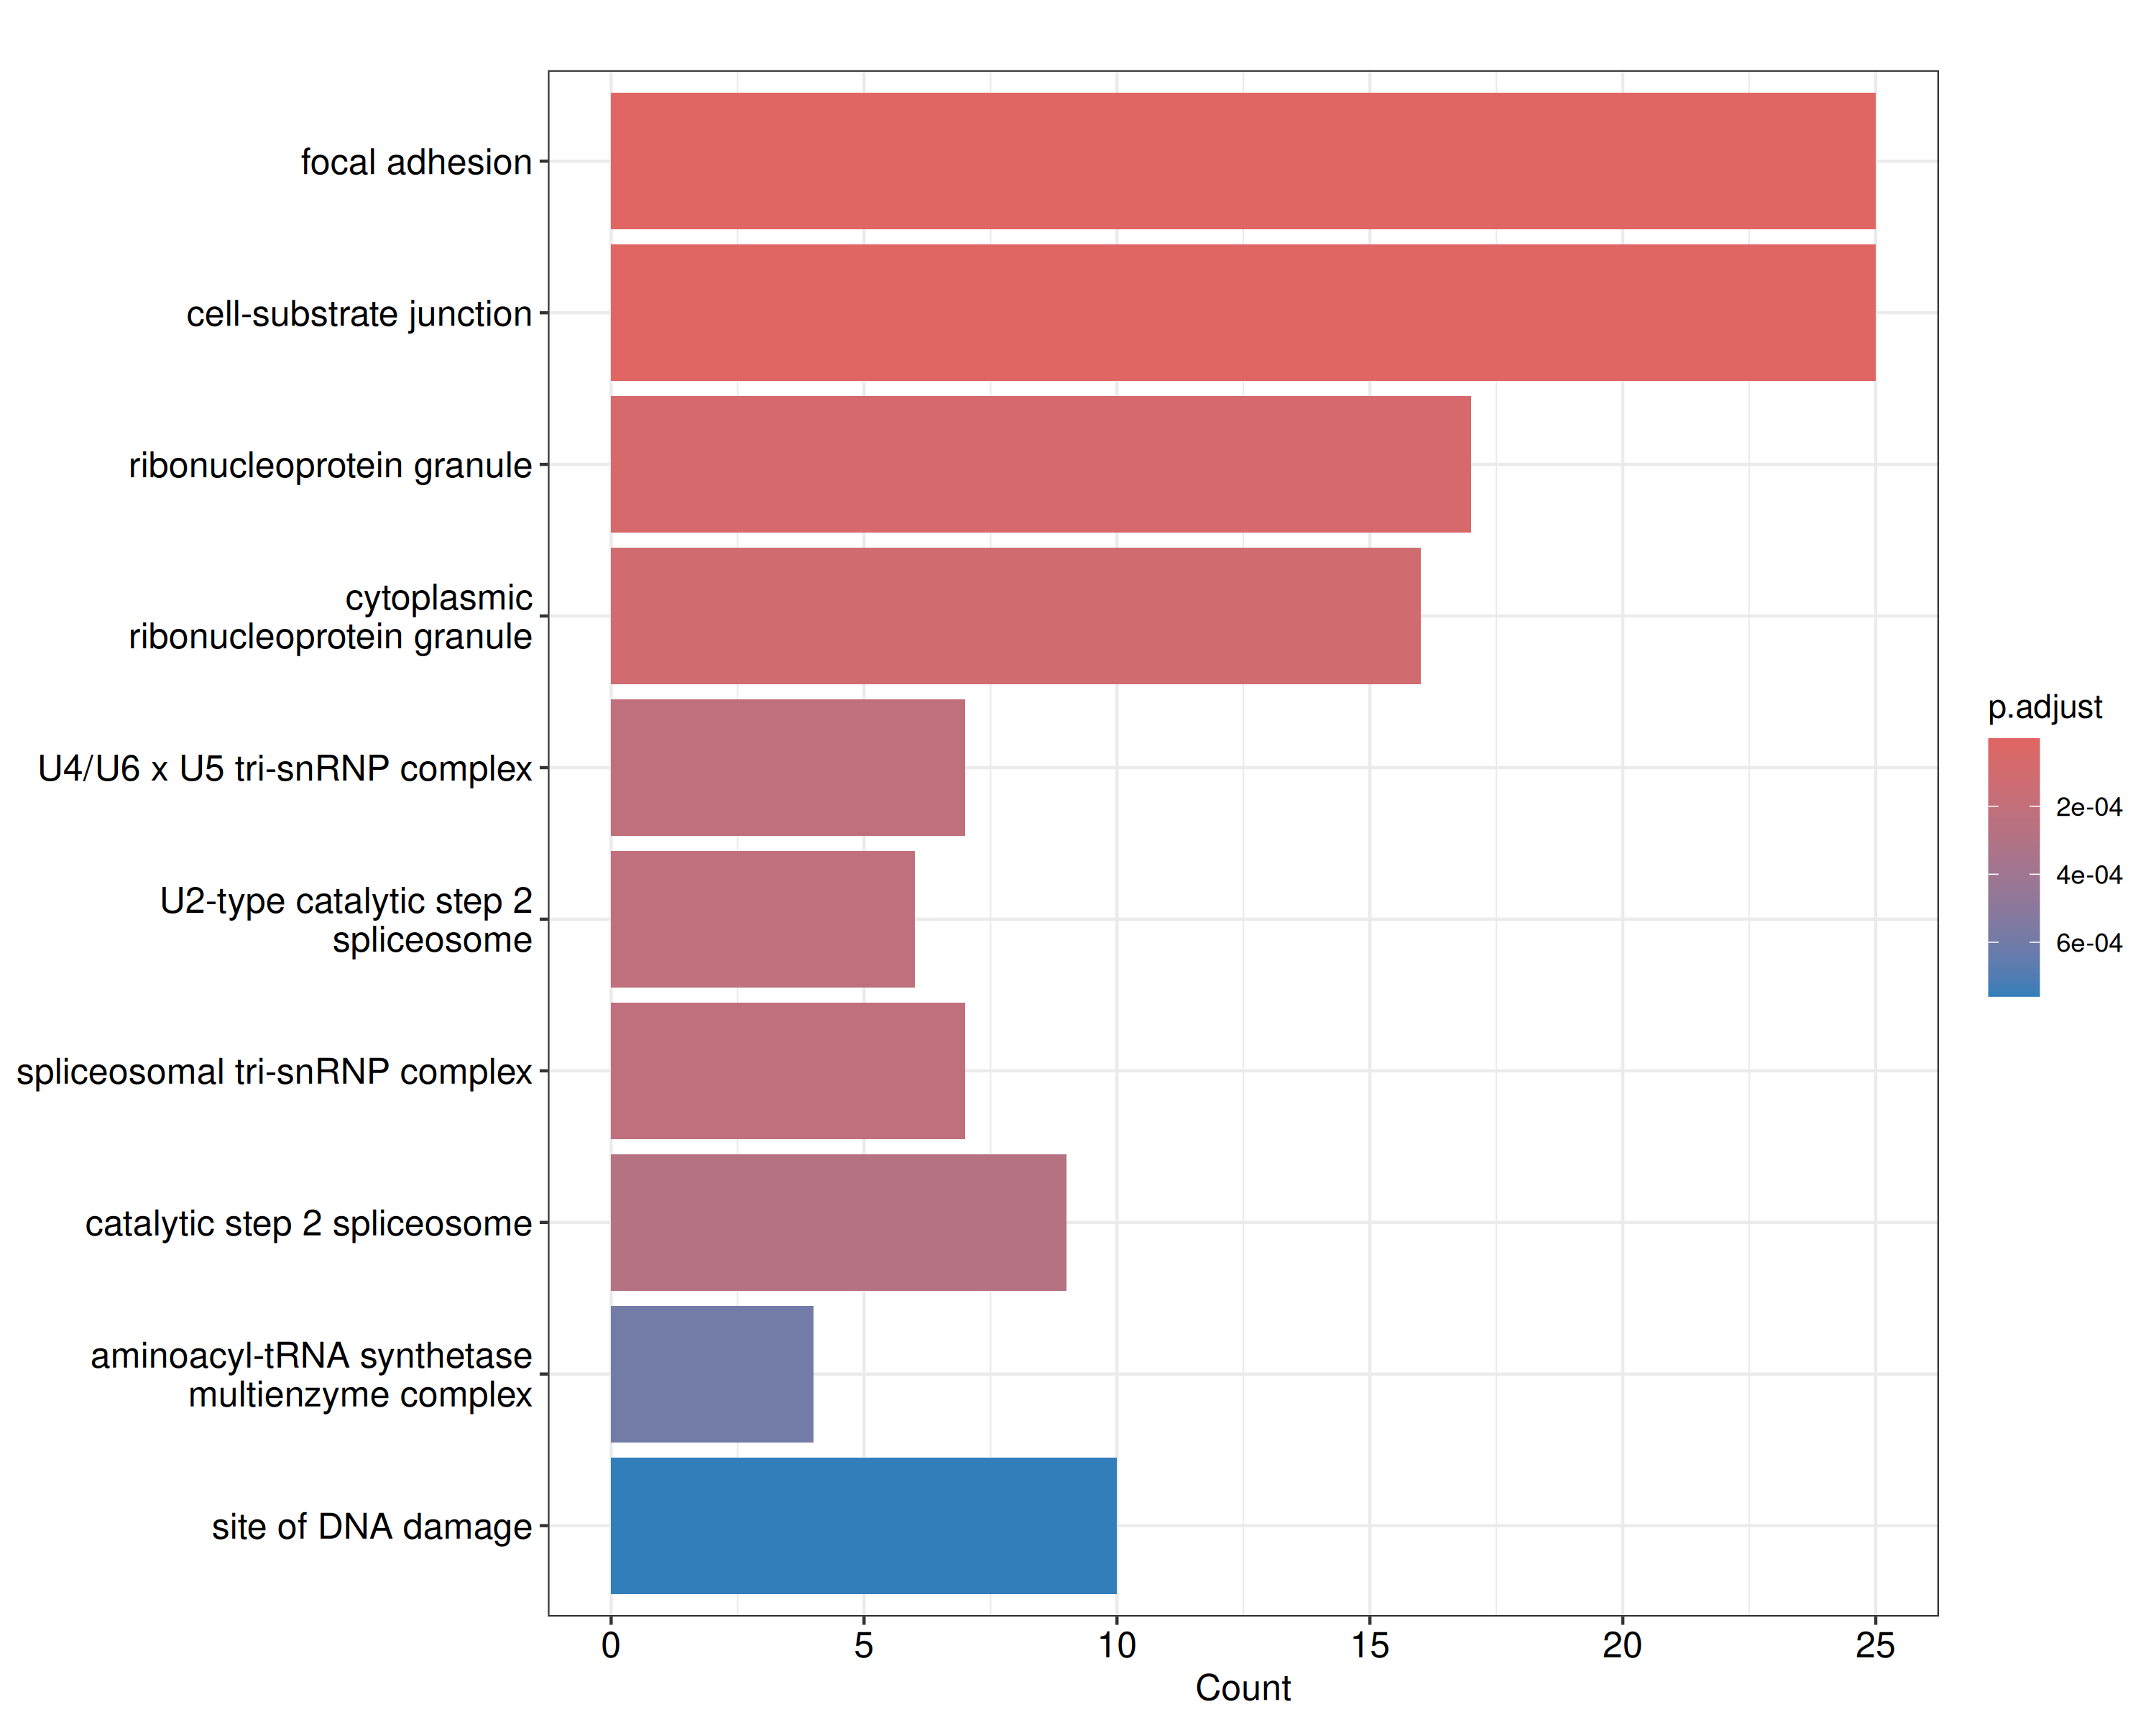 focal adhesion
cell-substrate junction
ribonucleoprotein granule
cytoplasmic
ribonucleoprotein granule
U4/U6 x U5 tri-snRNP complex
U2-type catalytic step 2
spliceosome
spliceosomal tri-snRNP complex
catalytic step 2 spliceosome
aminoacyl-tRNA synthetase
multienzyme complex
site of DNA damage
0 5 10 15 20 25
Count
p.adjust
2e-04
4e-04
6e-04